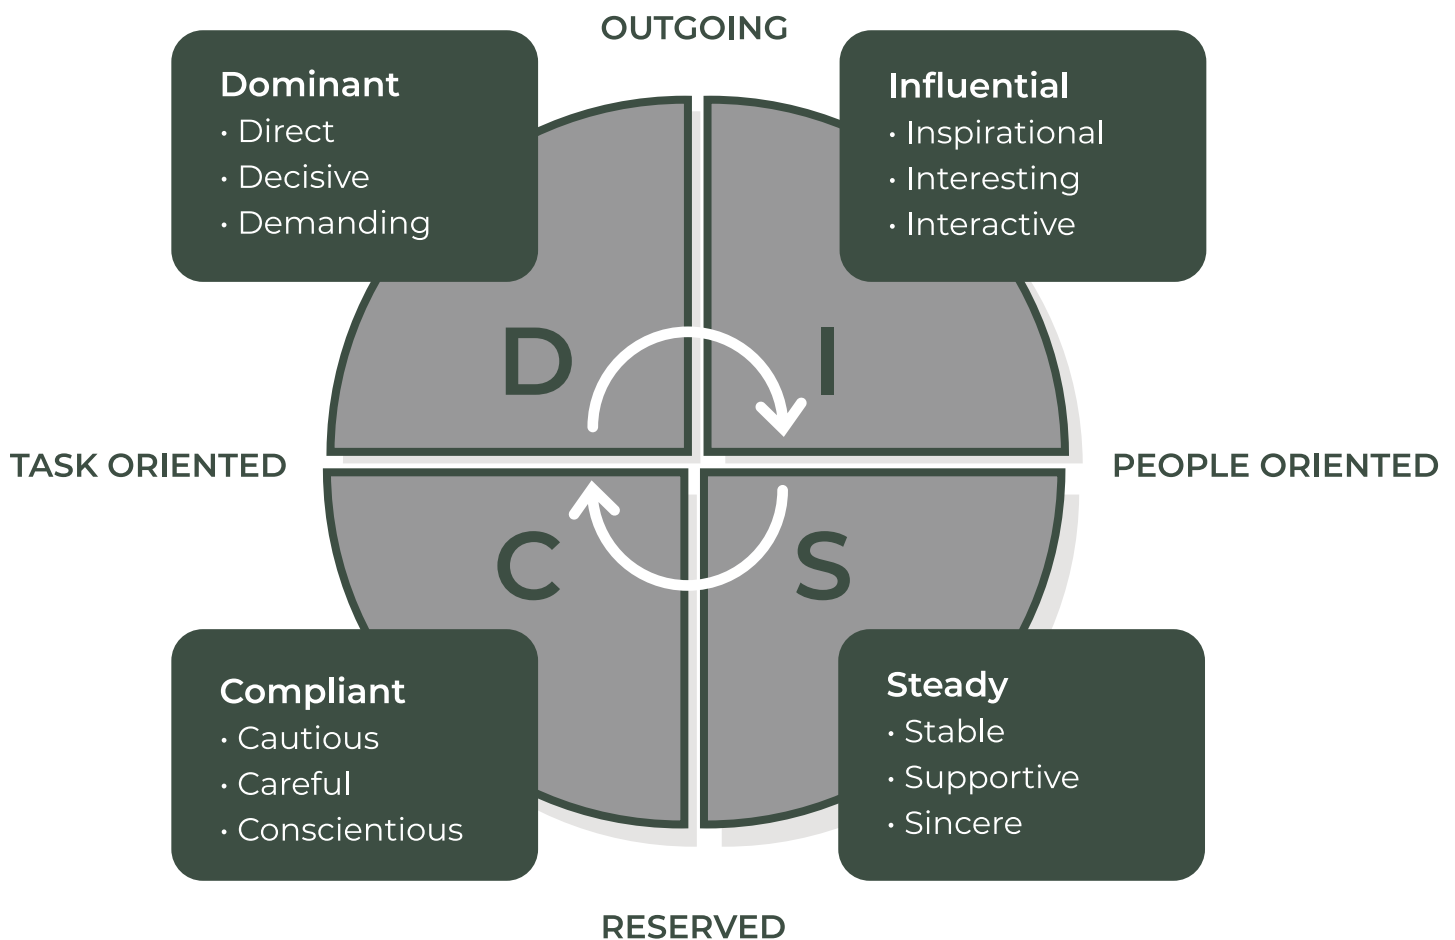 OUTGOING
Dominant
• Direct
• Decisive
• Demanding
Influential
• Inspirational
• Interesting
• Interactive
D
I
TASK ORIENTED
PEOPLE ORIENTED
C
S
Compliant
• Cautious
• Careful
• Conscientious
Steady
• Stable
• Supportive
• Sincere
RESERVED